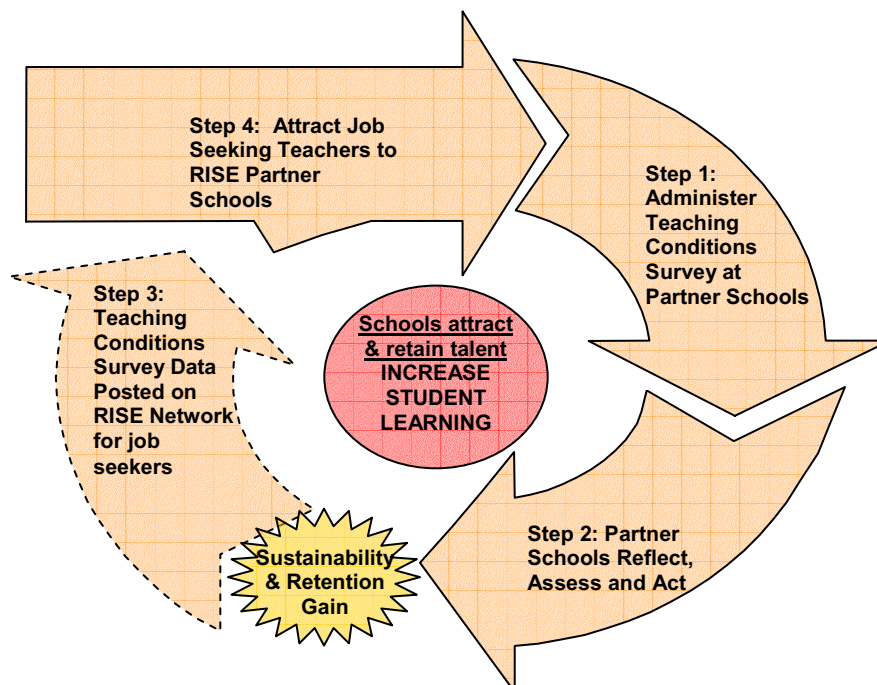 Step 4:  Attract Job
Seeking Teachers to
RISE Partner
Schools
Step 1:
Administer
Teaching
Conditions
Survey at
Partner Schools
Step 3:
Teaching
Conditions
Survey Data
Posted on
RISE Network
for job
seekers
Schools attract
& retain talent
INCREASE
STUDENT
LEARNING
Step 2: Partner
Schools Reflect,
Assess and Act
Sustainability
& Retention
Gain